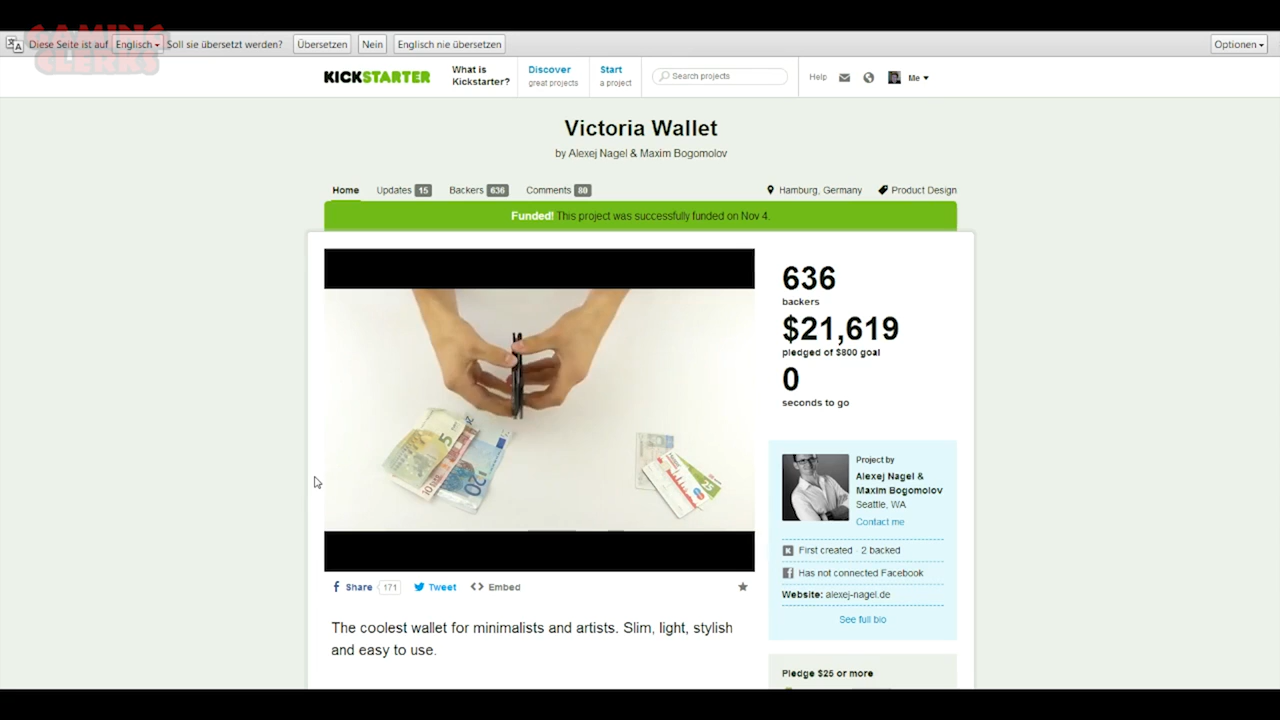 GAMING
CLERKS
Diese Seite ist auf Englisch Soll sie übersetzt werden? Übersetzen Nein Englisch nie übersetzen Optionen
KICKSTARTER
What is
Kickstarter?
Discover
great projects
Start
a project
Search projects
Help
Me
Victoria Wallet
by Alexej Nagel & Maxim Bogomolov
Home Updates 15 Backers 636 Comments 80 Hamburg, Germany Product Design
Funded! This project was successfully funded on Nov 4.
636
backers
$21,619
pledged of $800 goal
0
seconds to go
Project by
Alexej Nagel &
Maxim Bogomolov
Seattle, WA
Contact me
First created · 2 backed
Has not connected Facebook
Website: alexej-nagel.de
See full bio
5
10
20
25
Share 171 Tweet Embed
The coolest wallet for minimalists and artists. Slim, light, stylish
and easy to use.
Pledge $25 or more